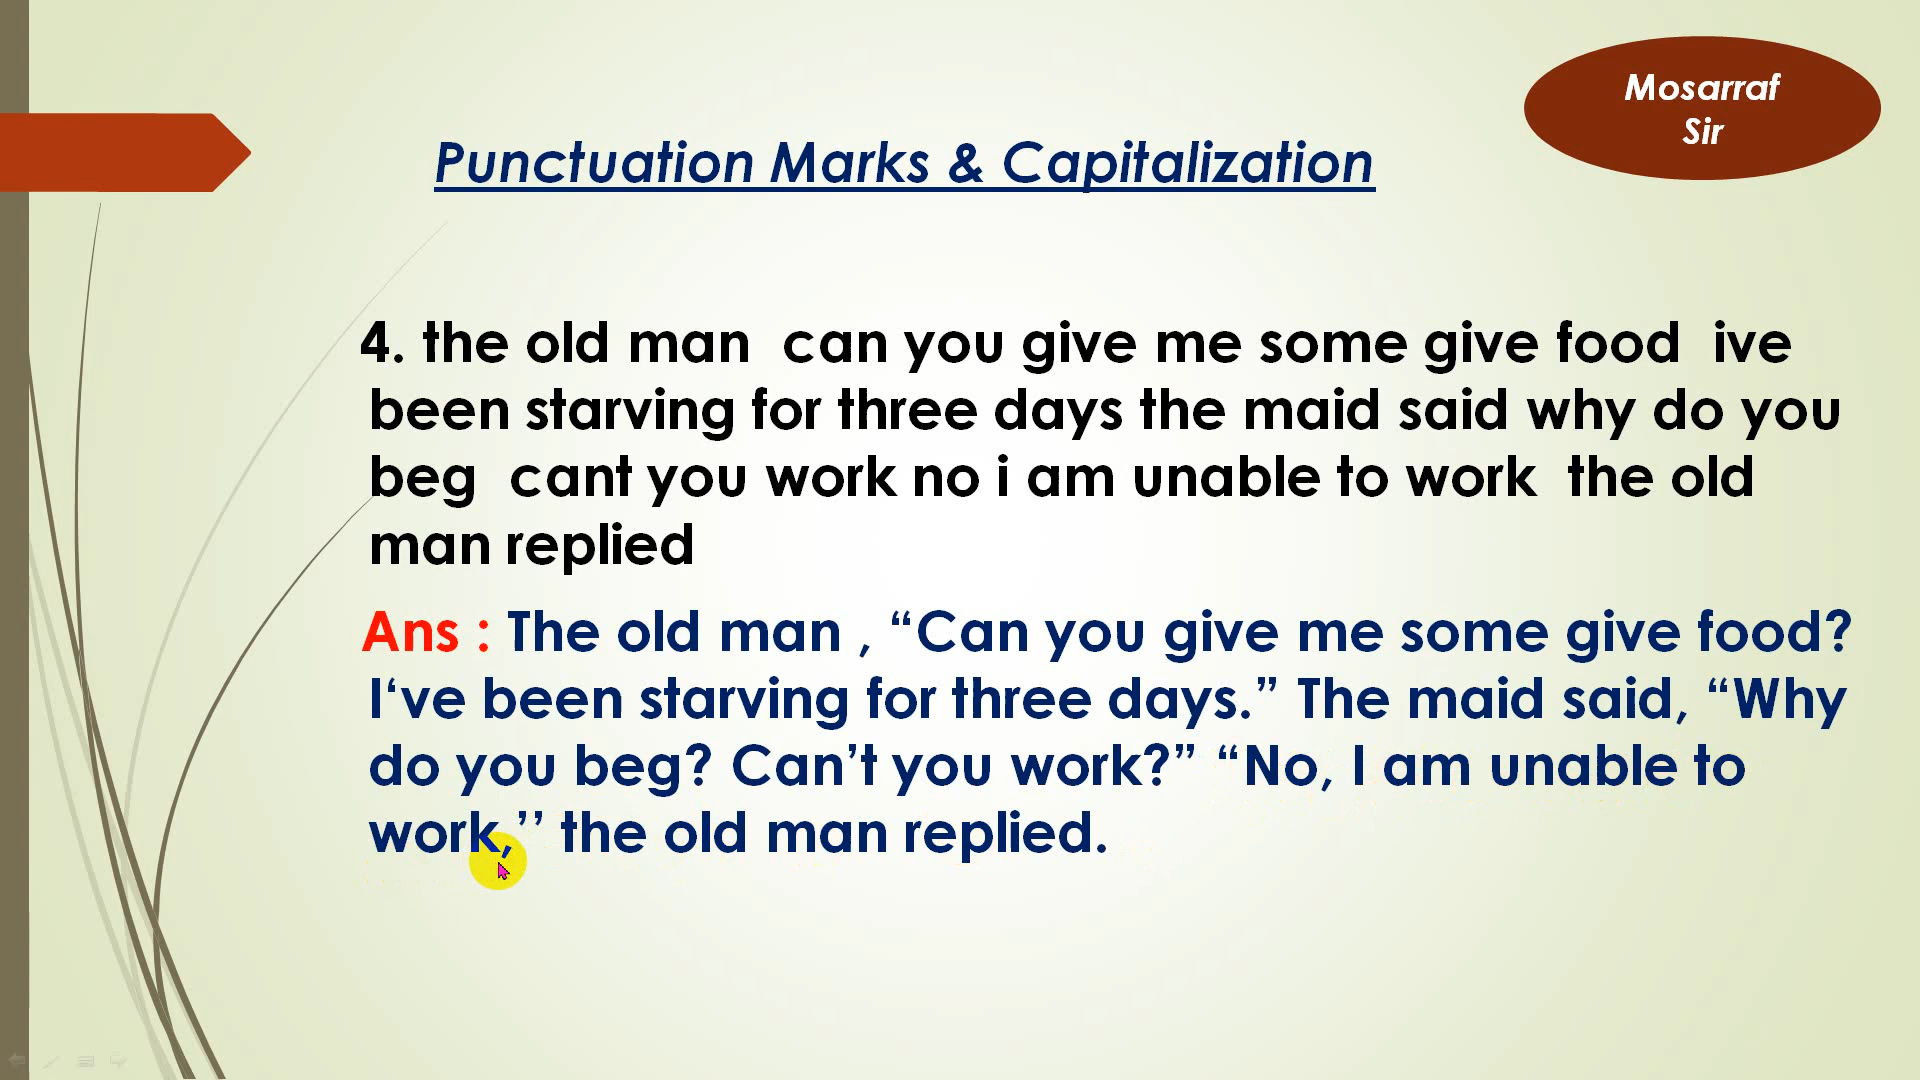 Mosarraf
Sir
Punctuation Marks & Capitalization
4. the old man  can you give me some give food  ive
been starving for three days the maid said why do you
beg  cant you work no i am unable to work  the old
man replied
Ans : The old man , “Can you give me some give food?
I‘ve been starving for three days.” The maid said, “Why
do you beg? Can’t you work?” “No, I am unable to
work,’’ the old man replied.